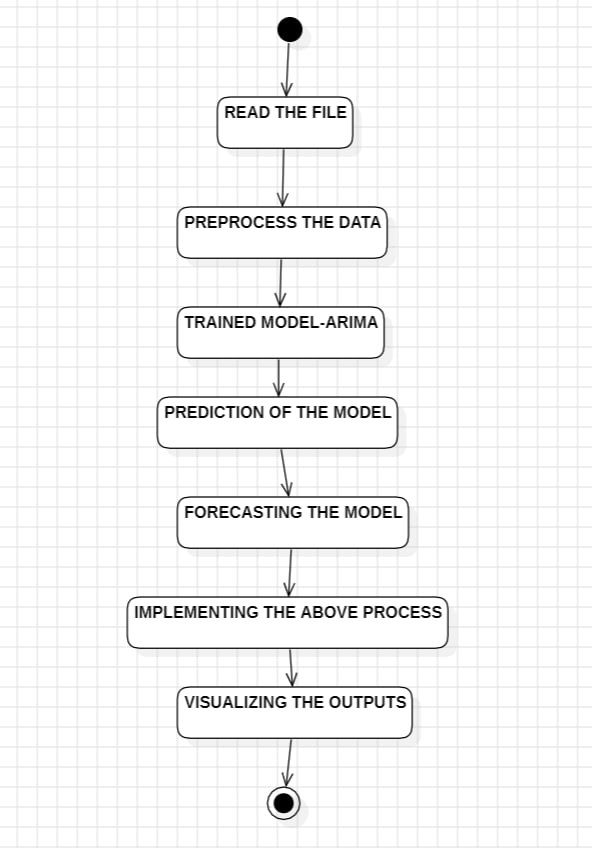 READ THE FILE
PREPROCESS THE DATA
TRAINED MODEL-ARIMA
PREDICTION OF THE MODEL
FORECASTING THE MODEL
IMPLEMENTING THE ABOVE PROCESS
VISUALIZING THE OUTPUTS